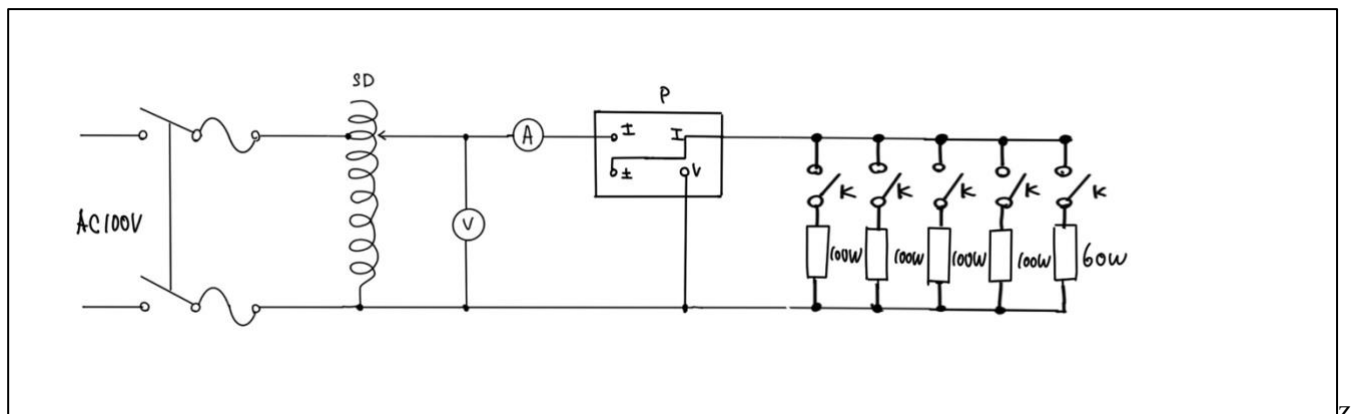 SD
P
A
I I
± V
AC100V
V
K K K K K
100W 100W 100W 100W 60W
z